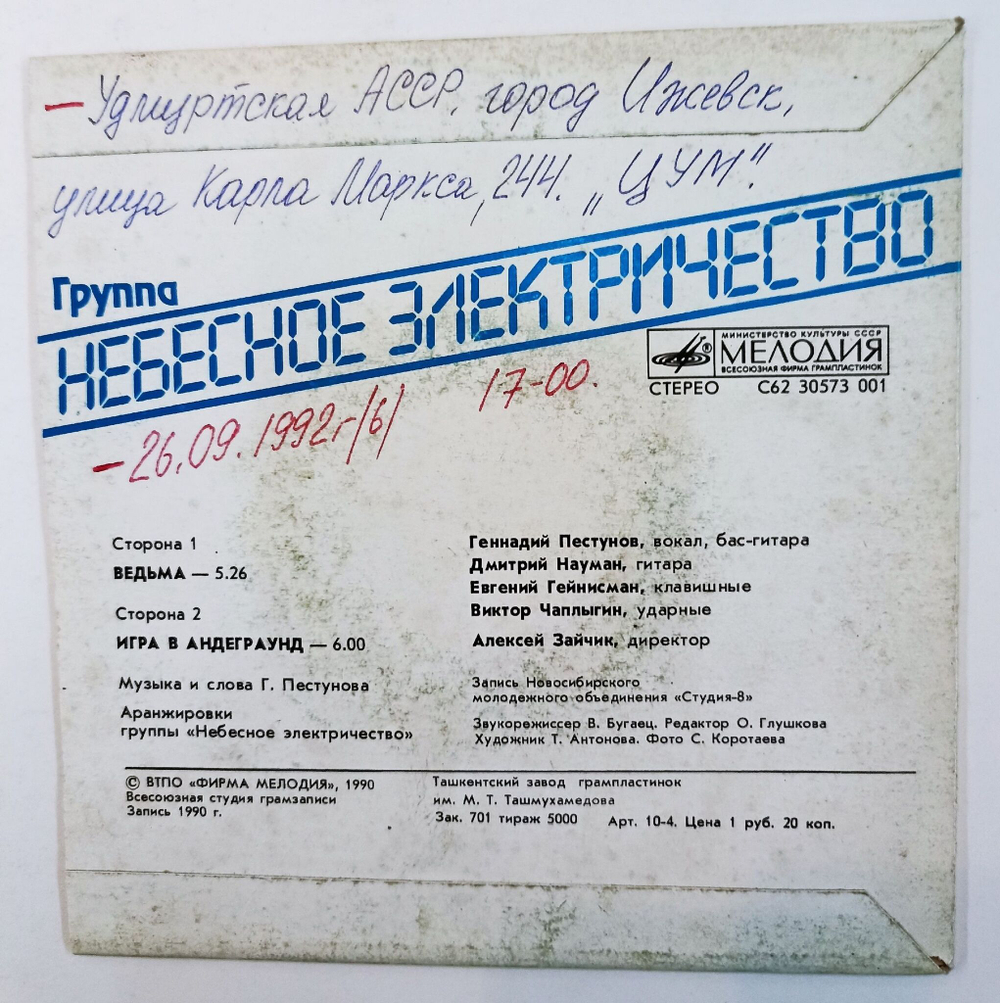 – Удмуртская АССР, город Ижевск,
улица Карла Маркса, 244. „ЦУМ".
Группа
НЕБЕСНОЕ ЭЛЕКТРИЧЕСТВО
МИНИСТЕРСТВО КУЛЬТУРЫ СССР
МЕЛОДИЯ
ВСЕСОЮЗНАЯ ФИРМА ГРАМПЛАСТИНОК
СТЕРЕО С62 30573 001
– 26.09.1992г/6/ 17-00.
Сторона 1
ВЕДЬМА — 5.26
Сторона 2
ИГРА В АНДЕГРАУНД — 6.00
Музыка и слова Г. Пестунова
Аранжировки
группы «Небесное электричество»
Геннадий Пестунов, вокал, бас-гитара
Дмитрий Науман, гитара
Евгений Гейнисман, клавишные
Виктор Чаплыгин, ударные
Алексей Зайчик, директор
Запись Новосибирского
молодежного объединения «Студия-8»
Звукорежиссер В. Бугаец. Редактор О. Глушкова
Художник Т. Антонова. Фото С. Коротаева
© ВТПО «ФИРМА МЕЛОДИЯ», 1990
Всесоюзная студия грамзаписи
Запись 1990 г.
Ташкентский завод грампластинок
им. М. Т. Ташмухамедова
Зак. 701 тираж 5000 Арт. 10-4. Цена 1 руб. 20 коп.